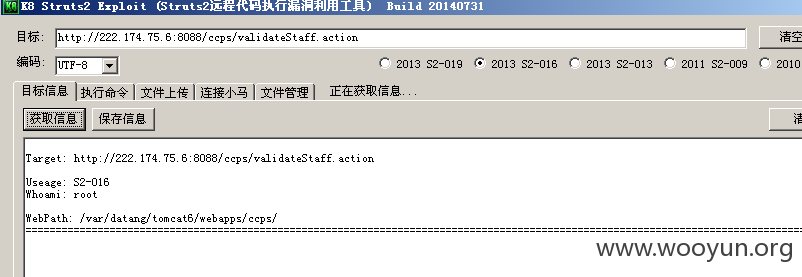 K8 K8 Struts2 Exploit (Struts2远程代码执行漏洞利用工具) Build 20140731
目标: http://222.174.75.6:8088/ccps/validateStaff.action 清空
编码: UTF-8 2013 S2-019 2013 S2-016 2013 S2-013 2011 S2-009 2010
目标信息 执行命令 文件上传 连接小马 文件管理 正在获取信息...
获取信息 保存信息 清
Target: http://222.174.75.6:8088/ccps/validateStaff.action
Useage: S2-016
Whoami: root
WebPath: /var/datang/tomcat6/webapps/ccps/
www.wooyun.org